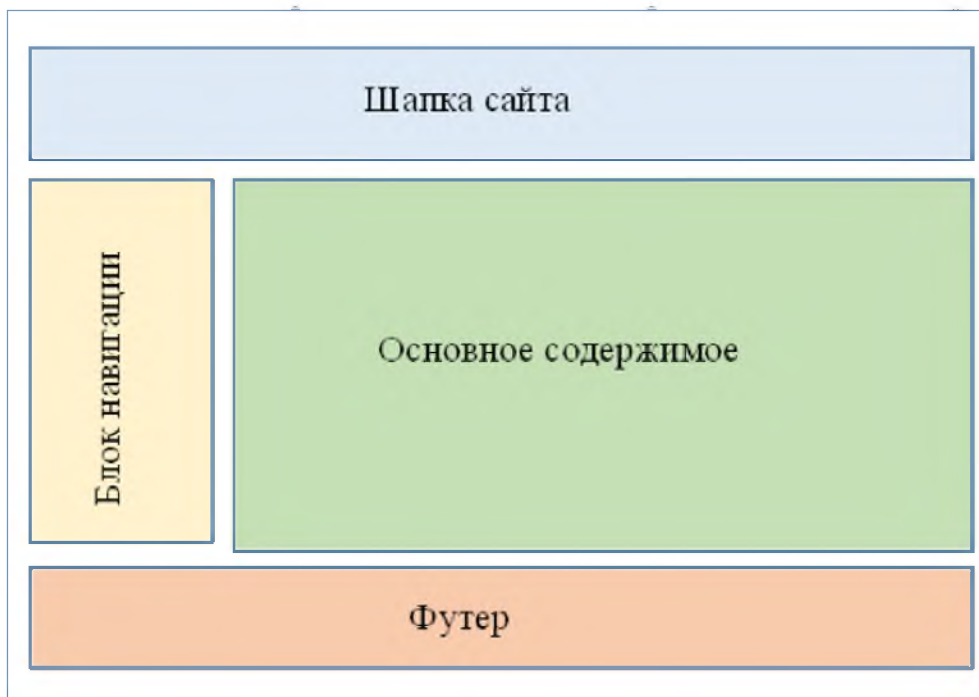 Шапка сайта
Блок навигации
Основное содержимое
Футер